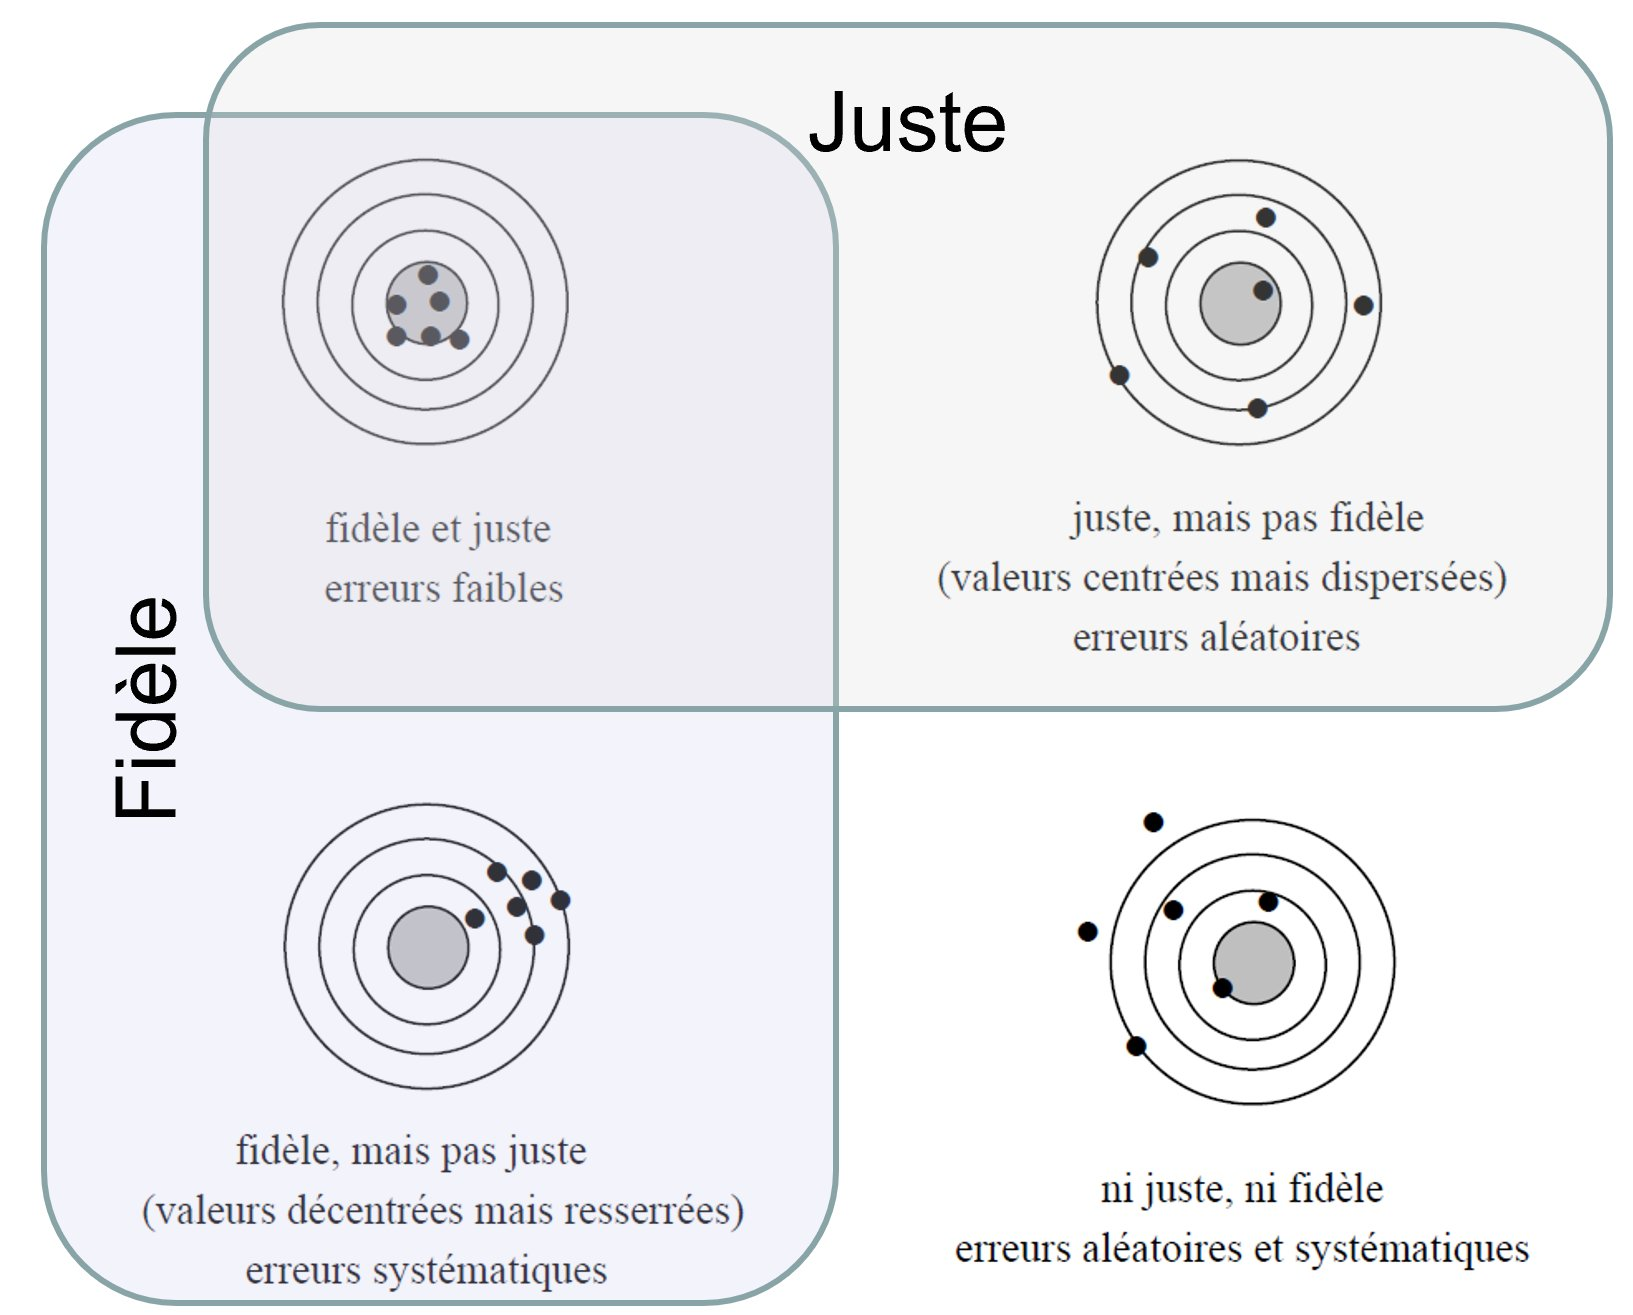 Juste
Fidèle
fidèle et juste
erreurs faibles
juste, mais pas fidèle
(valeurs centrées mais dispersées)
erreurs aléatoires
fidèle, mais pas juste
(valeurs décentrées mais resserrées)
erreurs systématiques
ni juste, ni fidèle
erreurs aléatoires et systématiques